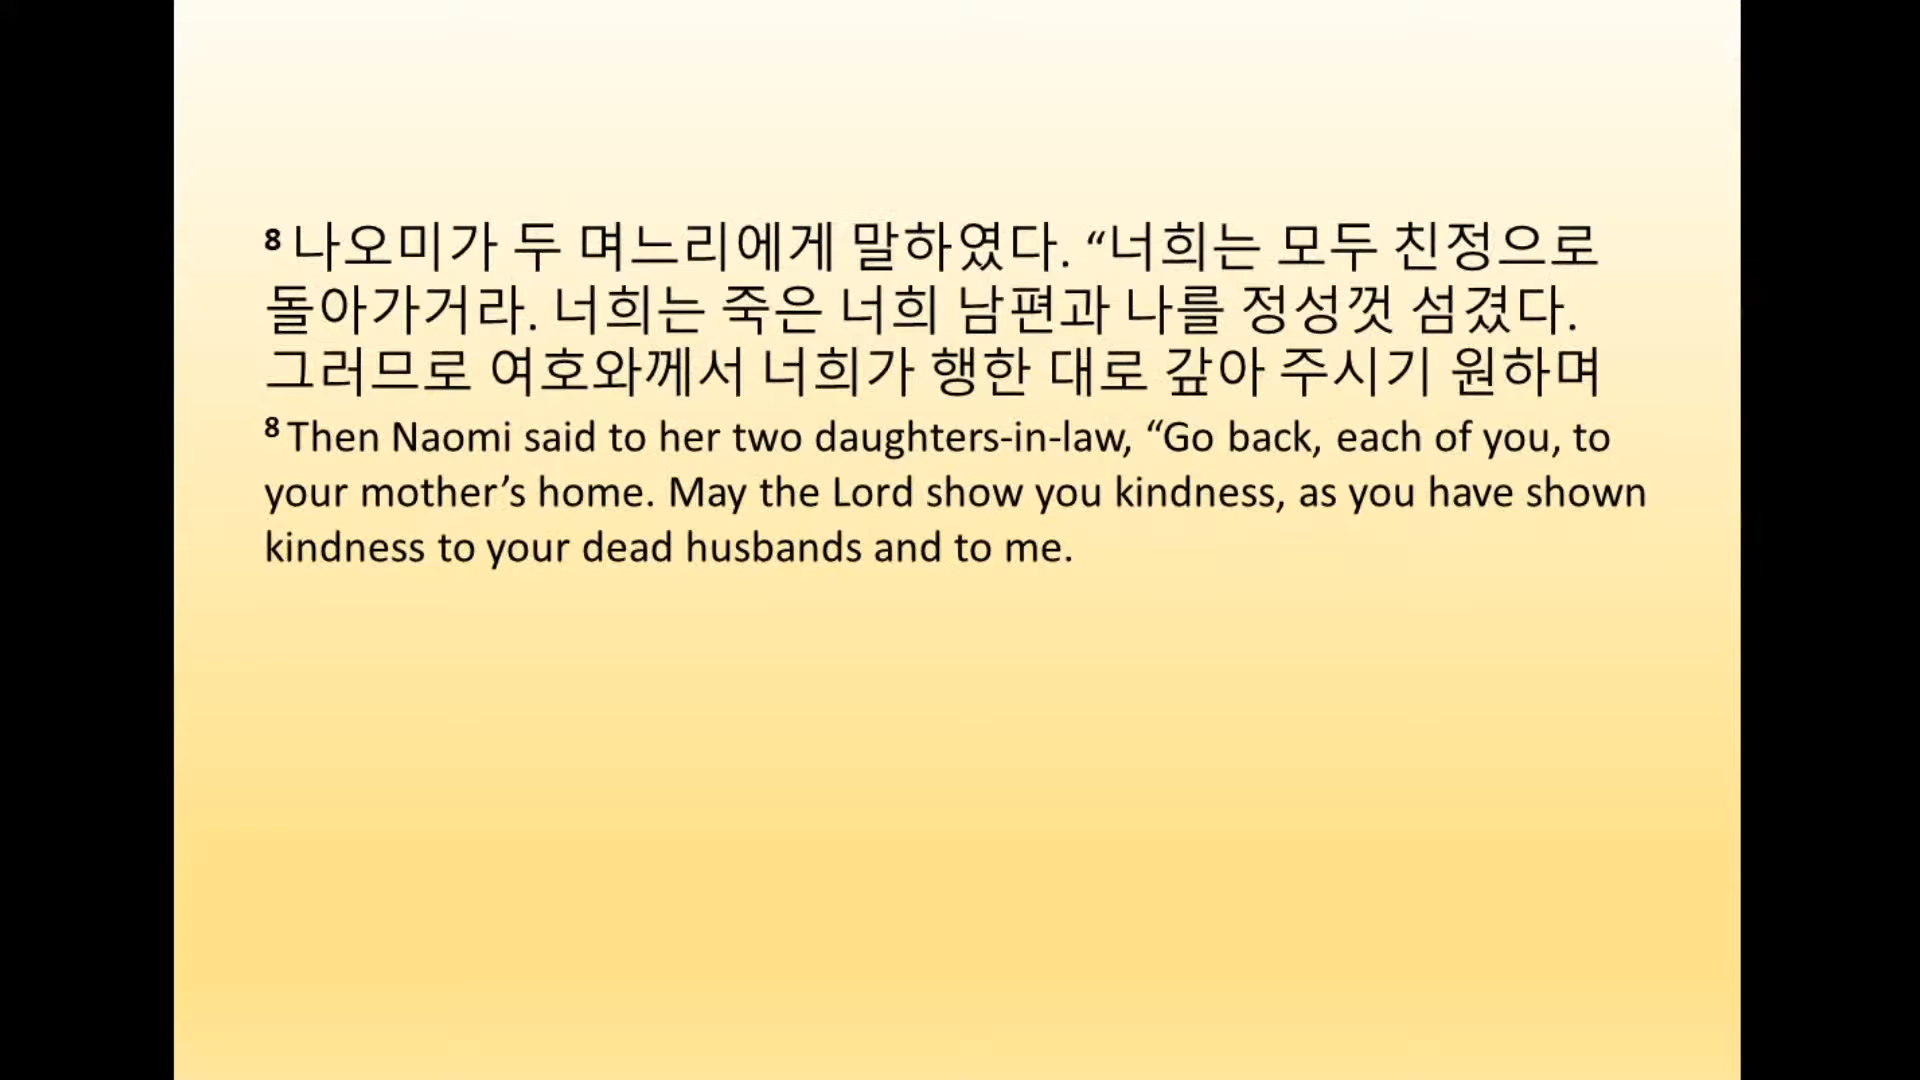 8 나오미가 두 며느리에게 말하였다. “너희는 모두 친정으로
돌아가거라. 너희는 죽은 너희 남편과 나를 정성껏 섬겼다.
그러므로 여호와께서 너희가 행한 대로 갚아 주시기 원하며
8 Then Naomi said to her two daughters-in-law, “Go back, each of you, to
your mother’s home. May the Lord show you kindness, as you have shown
kindness to your dead husbands and to me.